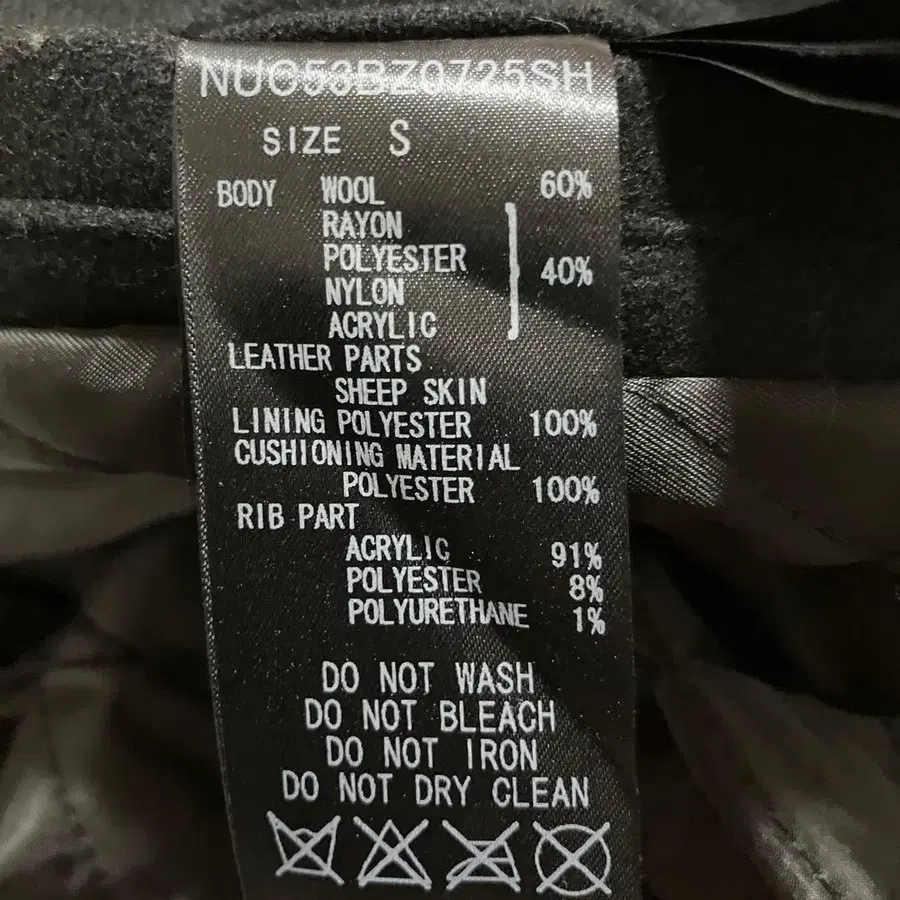 NUC53BZ0725SH
SIZE S
BODY WOOL 60%
RAYON
POLYESTER 40%
NYLON
ACRYLIC
LEATHER PARTS
SHEEP SKIN
LINING POLYESTER 100%
CUSHIONING MATERIAL
POLYESTER 100%
RIB PART
ACRYLIC 91%
POLYESTER 8%
POLYURETHANE 1%
DO NOT WASH
DO NOT BLEACH
DO NOT IRON
DO NOT DRY CLEAN